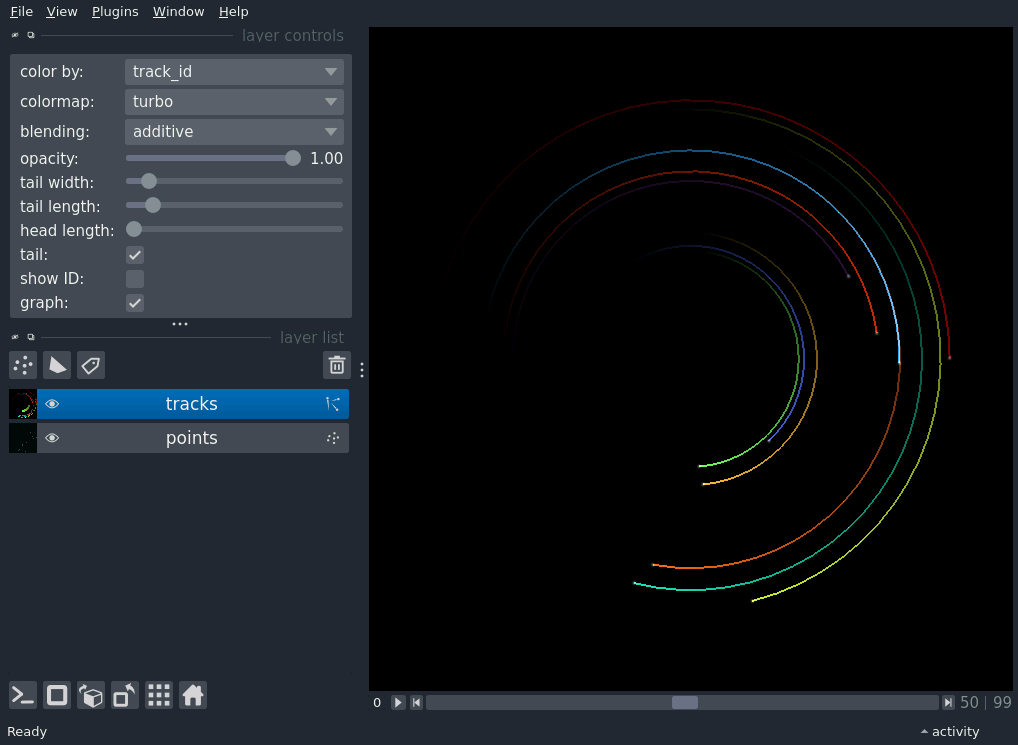 File View Plugins Window Help
layer controls
color by: track_id
colormap: turbo
blending: additive
opacity: 1.00
tail width:
tail length:
head length:
tail:
show ID:
graph:
layer list
tracks
points
0 50 | 99
Ready activity